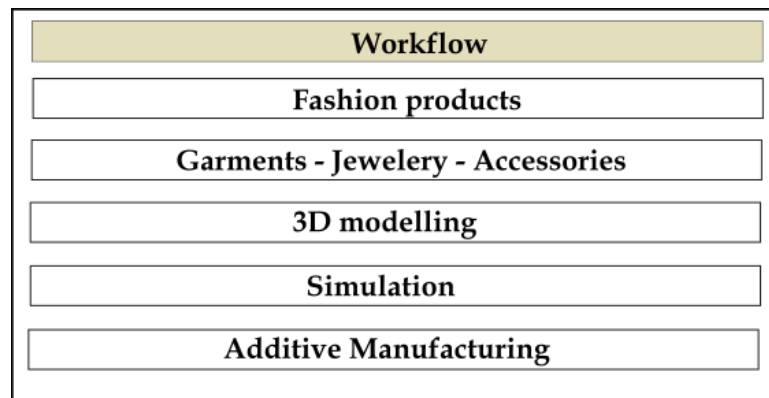 Workflow
Fashion products
Garments - Jewelery - Accessories
3D modelling
Simulation
Additive Manufacturing